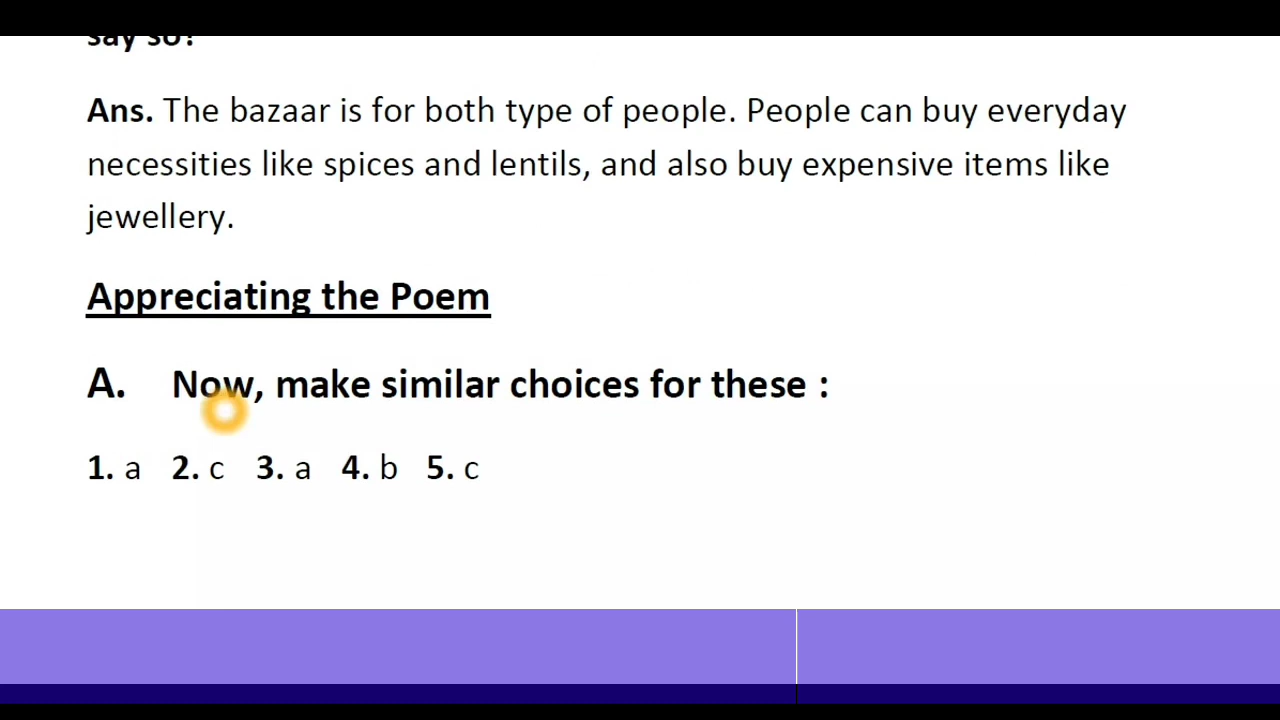 say so?
Ans. The bazaar is for both type of people. People can buy everyday
necessities like spices and lentils, and also buy expensive items like
jewellery.
Appreciating the Poem
A. Now, make similar choices for these :
1. a 2. c 3. a 4. b 5. c